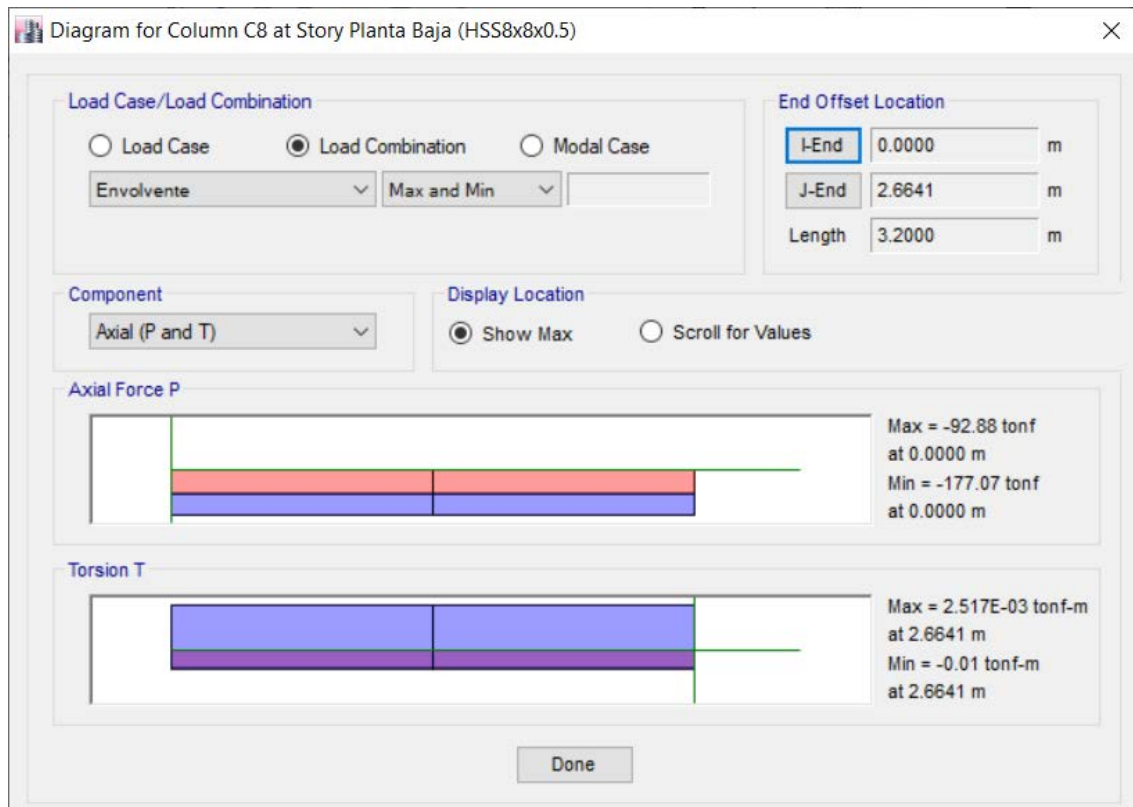 Diagram for Column C8 at Story Planta Baja (HSS8x8x0.5)
Load Case/Load Combination
Load Case Load Combination Modal Case
Envolvente Max and Min
End Offset Location
I-End 0.0000 m
J-End 2.6641 m
Length 3.2000 m
Component
Axial (P and T)
Display Location
Show Max Scroll for Values
Axial Force P
Max = -92.88 tonf
at 0.0000 m
Min = -177.07 tonf
at 0.0000 m
Torsion T
Max = 2.517E-03 tonf-m
at 2.6641 m
Min = -0.01 tonf-m
at 2.6641 m
Done